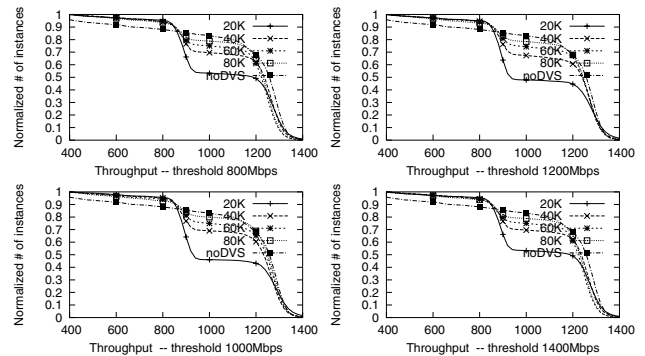 Normalized # of instances
1
0.9
0.8
0.7
0.6
0.5
0.4
0.3
0.2
0.1
0
400 600 800 1000 1200 1400
20K
40K
60K
80K
noDVS
Throughput -- threshold 800Mbps
Normalized # of instances
1
0.9
0.8
0.7
0.6
0.5
0.4
0.3
0.2
0.1
0
400 600 800 1000 1200 1400
20K
40K
60K
80K
noDVS
Throughput -- threshold 1200Mbps
Normalized # of instances
1
0.9
0.8
0.7
0.6
0.5
0.4
0.3
0.2
0.1
0
400 600 800 1000 1200 1400
20K
40K
60K
80K
noDVS
Throughput -- threshold 1000Mbps
Normalized # of instances
1
0.9
0.8
0.7
0.6
0.5
0.4
0.3
0.2
0.1
0
400 600 800 1000 1200 1400
20K
40K
60K
80K
noDVS
Throughput -- threshold 1400Mbps